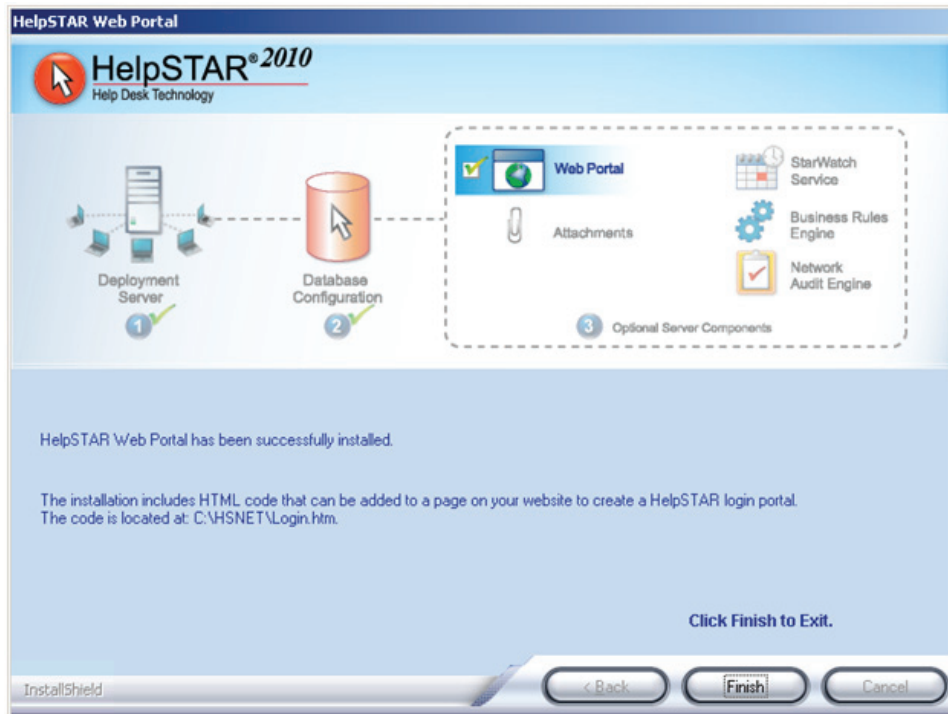 HelpSTAR Web Portal
HelpSTAR® 2010
Help Desk Technology
Web Portal
Attachments
StarWatch
Service
Business Rules
Engine
Network
Audit Engine
Deployment
Server
1
Database
Configuration
2
3 Optional Server Components
HelpSTAR Web Portal has been successfully installed.
The installation includes HTML code that can be added to a page on your website to create a HelpSTAR login portal.
The code is located at: C:\HSNET\Login.htm.
Click Finish to Exit.
InstallShield
< Back
Finish
Cancel